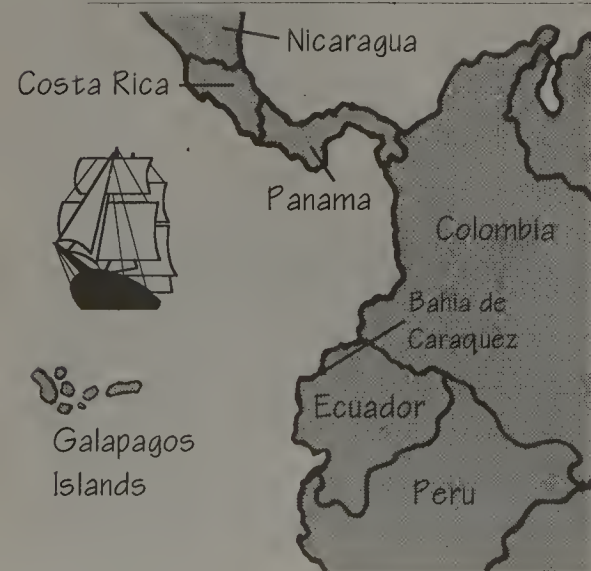 Nicaragua
Costa Rica
Panama
Colombia
Bahia de
Caraquez
Ecuador
Galapagos
Islands
Peru